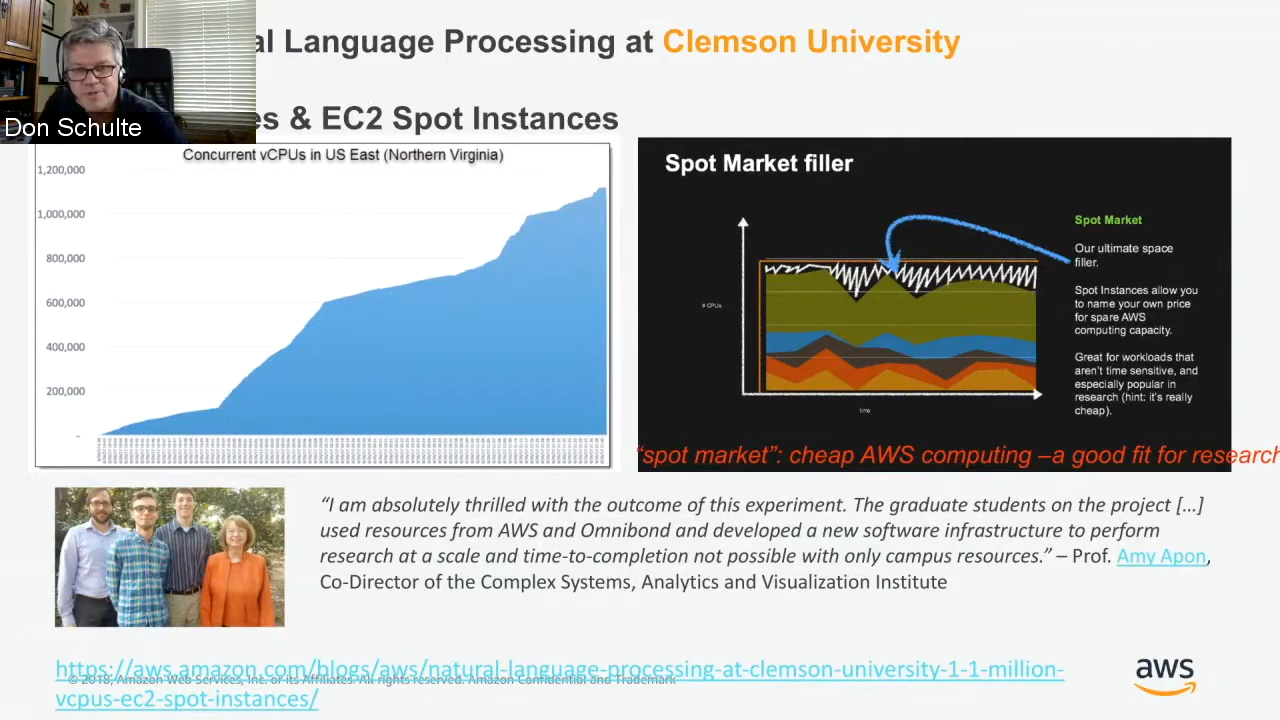 al Language Processing at Clemson University
es & EC2 Spot Instances
Don Schulte
Concurrent vCPUs in US East (Northern Virginia)
1,200,000
1,000,000
800,000
600,000
400,000
200,000
-
Spot Market filler
# CPUs
time
Spot Market
Our ultimate space
filler.
Spot Instances allow you
to name your own price
for spare AWS
computing capacity.
Great for workloads that
aren't time sensitive, and
especially popular in
research (hint: it's really
cheap).
“spot market”: cheap AWS computing –a good fit for research
“I am absolutely thrilled with the outcome of this experiment. The graduate students on the project […]
used resources from AWS and Omnibond and developed a new software infrastructure to perform
research at a scale and time-to-completion not possible with only campus resources.” – Prof. Amy Apon,
Co-Director of the Complex Systems, Analytics and Visualization Institute
https://aws.amazon.com/blogs/aws/natural-language-processing-at-clemson-university-1-1-million-
vcpus-ec2-spot-instances/
© 2018, Amazon Web Services, Inc. or its Affiliates. All rights reserved. Amazon Confidential and Trademark
aws